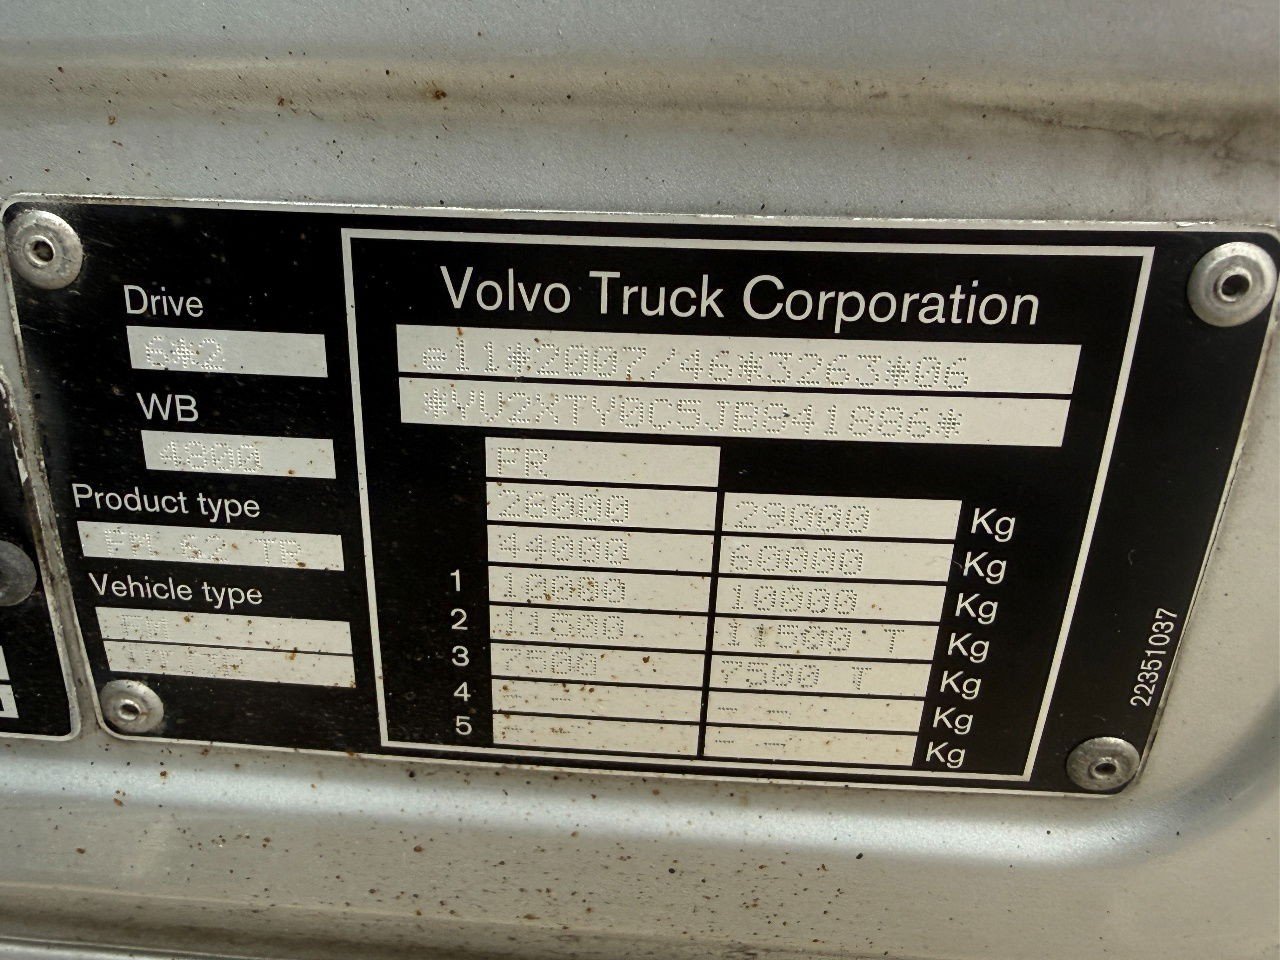 Drive
6*2
WB
4800
Product type
FM 62 TR
Vehicle type
FM
Volvo Truck Corporation
e11*2007/46*3263*06
*YV2XTY0C5JB841886*
FR
26000 29000 Kg
44000 60000 Kg
1 10000 10000 Kg
2 11500 11500 T Kg
3 7500 7500 T Kg
4 -- -- Kg
5 -- -- Kg
22351037